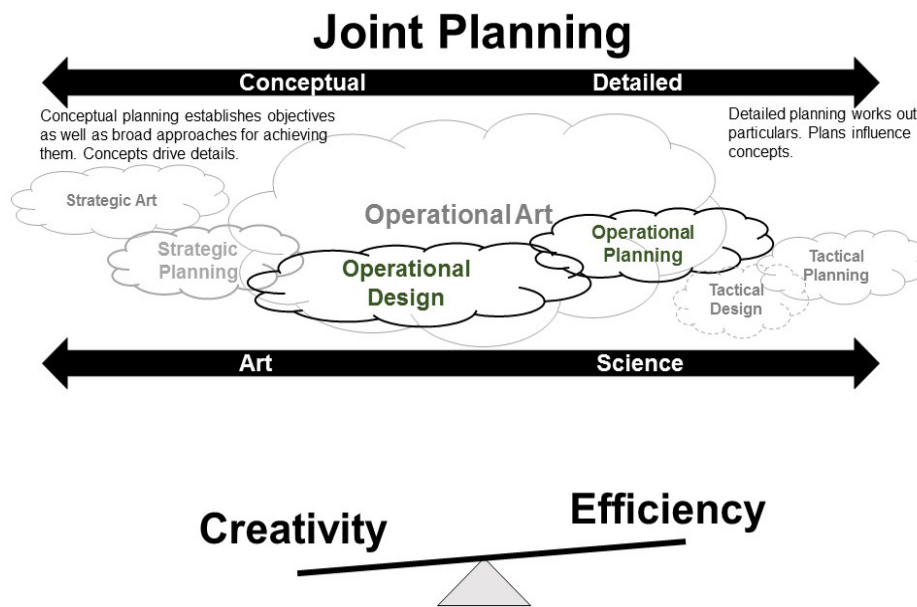 Joint Planning
Conceptual
Detailed
Conceptual planning establishes objectives
as well as broad approaches for achieving
them. Concepts drive details.
Detailed planning works out
particulars. Plans influence
concepts.
Strategic Art
Strategic
Planning
Operational Art
Operational
Design
Operational
Planning
Tactical
Design
Tactical
Planning
Art
Science
Creativity
Efficiency